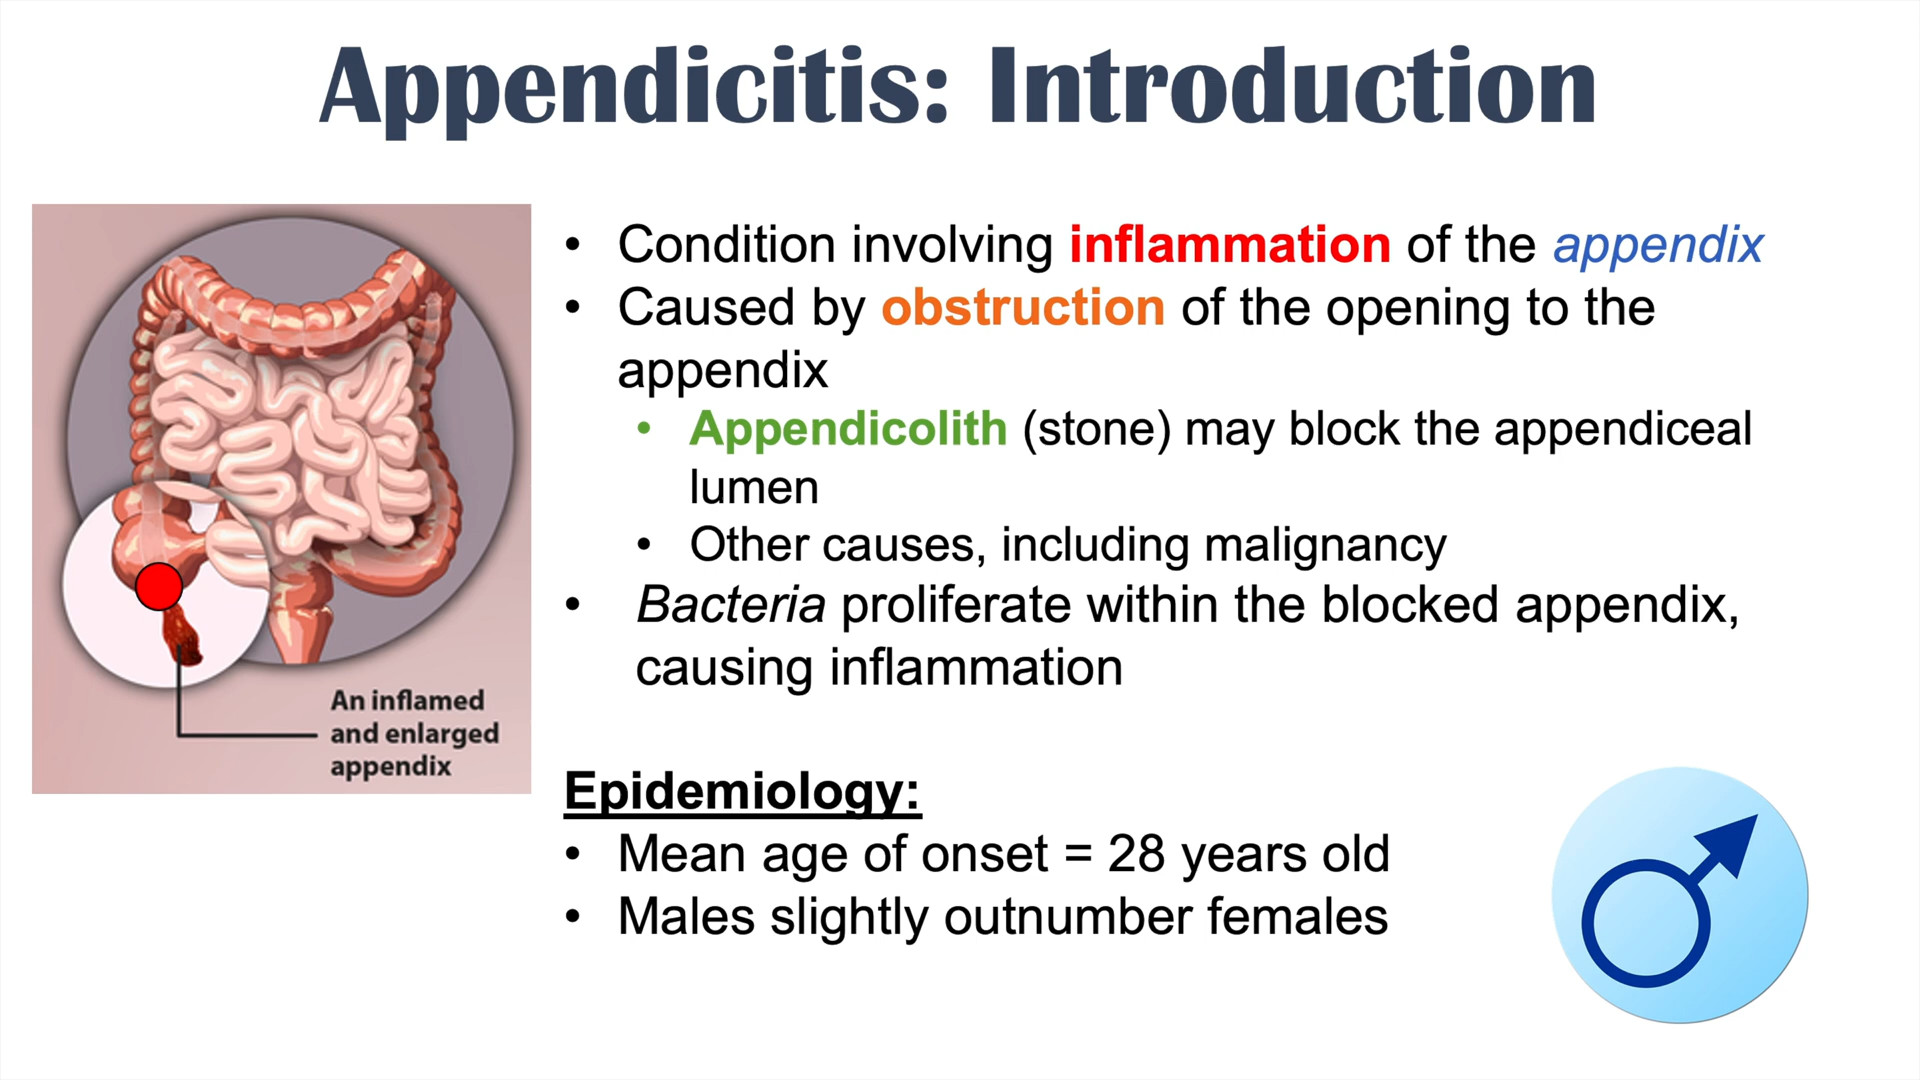 Appendicitis: Introduction
• Condition involving inflammation of the appendix
• Caused by obstruction of the opening to the
appendix
• Appendicolith (stone) may block the appendiceal
lumen
• Other causes, including malignancy
• Bacteria proliferate within the blocked appendix,
causing inflammation
An inflamed
and enlarged
appendix
Epidemiology:
• Mean age of onset = 28 years old
• Males slightly outnumber females